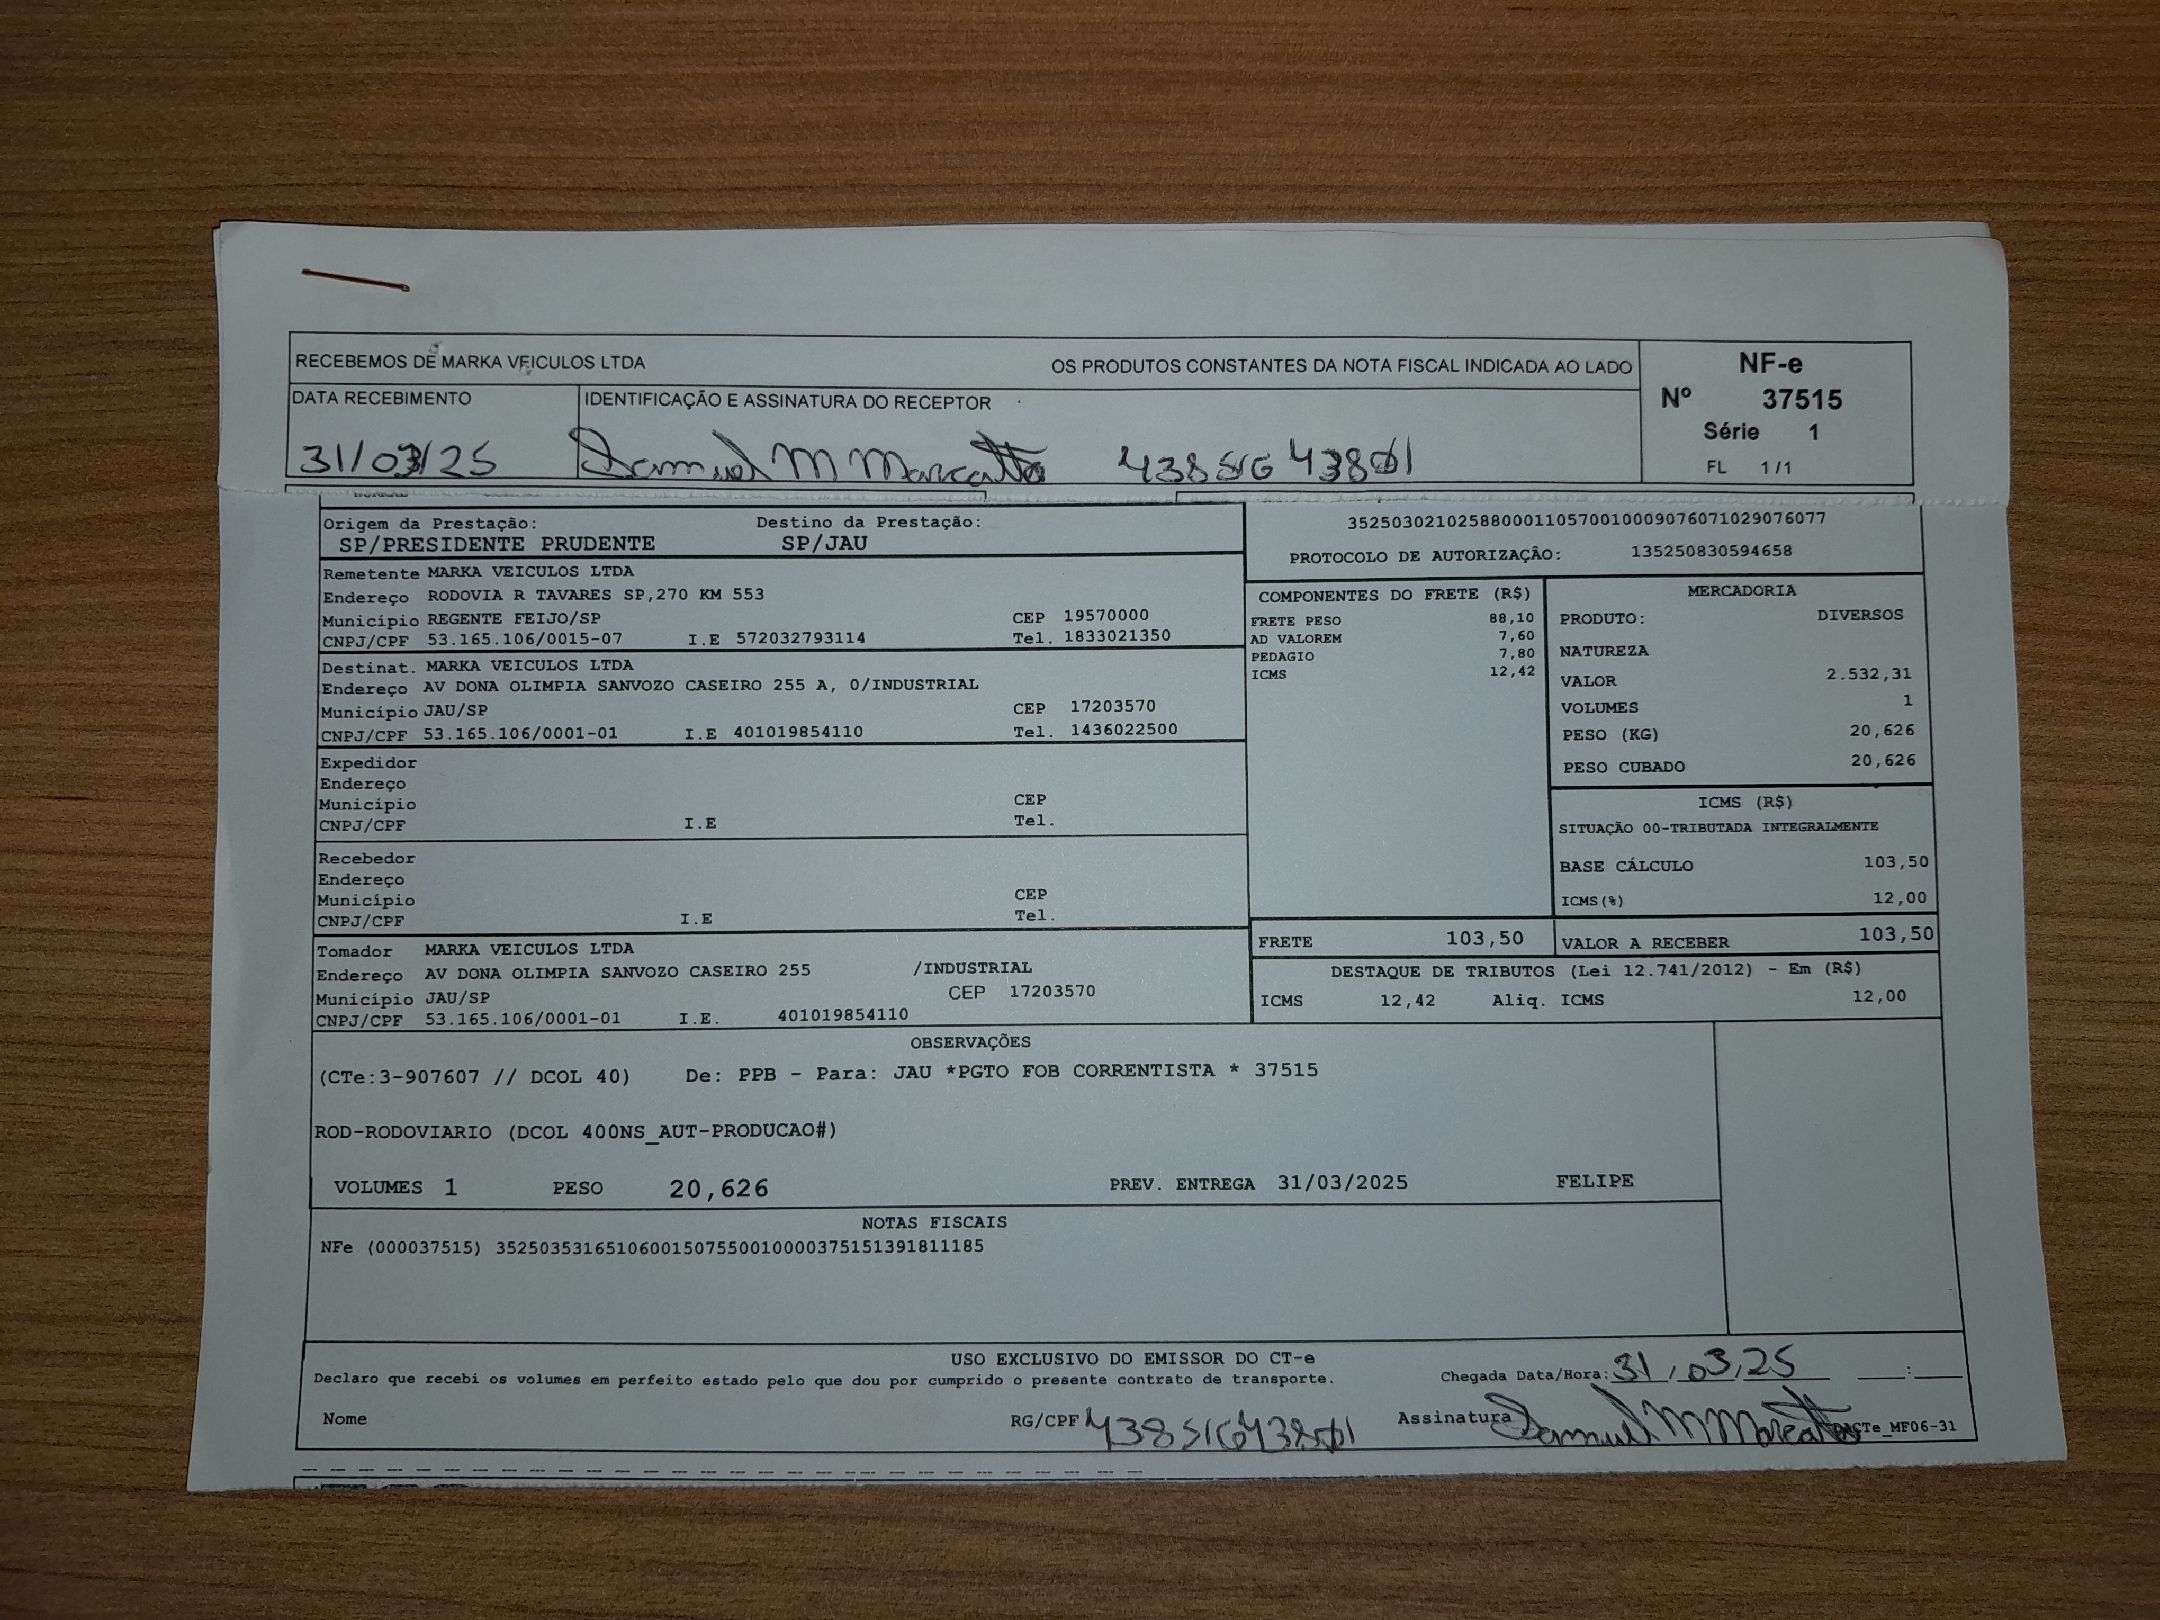 RECEBEMOS DE MARKA VEICULOS LTDA OS PRODUTOS CONSTANTES DA NOTA FISCAL INDICADA AO LADO
NF-e
Nº 37515
Série 1
FL 1/1
DATA RECEBIMENTO IDENTIFICAÇÃO E ASSINATURA DO RECEPTOR
31/03/25 Samuel M Marcatto
Origem da Prestação: Destino da Prestação:
SP/PRESIDENTE PRUDENTE SP/JAU
35250302102588000110570010009076071029076077
PROTOCOLO DE AUTORIZAÇÃO: 135250830594658
Remetente MARKA VEICULOS LTDA
Endereço RODOVIA R TAVARES SP,270 KM 553
Município REGENTE FEIJO/SP CEP 19570000
CNPJ/CPF 53.165.106/0015-07 I.E 572032793114 Tel. 1833021350
Destinat. MARKA VEICULOS LTDA
Endereço AV DONA OLIMPIA SANVOZO CASEIRO 255 A, 0/INDUSTRIAL
Município JAU/SP CEP 17203570
CNPJ/CPF 53.165.106/0001-01 I.E 401019854110 Tel. 1436022500
Expedidor
Endereço
Município CEP
CNPJ/CPF I.E Tel.
Recebedor
Endereço
Município CEP
CNPJ/CPF I.E Tel.
Tomador MARKA VEICULOS LTDA
Endereço AV DONA OLIMPIA SANVOZO CASEIRO 255 /INDUSTRIAL
Município JAU/SP CEP 17203570
CNPJ/CPF 53.165.106/0001-01 I.E. 401019854110
COMPONENTES DO FRETE (R$)
FRETE PESO 88,10
AD VALOREM 7,60
PEDAGIO 7,80
ICMS 12,42
MERCADORIA
PRODUTO: DIVERSOS
NATUREZA
VALOR 2.532,31
VOLUMES 1
PESO (KG) 20,626
PESO CUBADO 20,626
ICMS (R$)
SITUAÇÃO 00-TRIBUTADA INTEGRALMENTE
BASE CÁLCULO 103,50
ICMS(%) 12,00
FRETE 103,50 VALOR A RECEBER 103,50
DESTAQUE DE TRIBUTOS (Lei 12.741/2012) - Em (R$)
ICMS 12,42 Aliq. ICMS 12,00
OBSERVAÇÕES
(CTe:3-907607 // DCOL 40) De: PPB - Para: JAU *PGTO FOB CORRENTISTA * 37515
ROD-RODOVIARIO (DCOL 400NS_AUT-PRODUCAO#)
VOLUMES 1 PESO 20,626 PREV. ENTREGA 31/03/2025 FELIPE
NOTAS FISCAIS
NFe (000037515) 35250353165106001507550010000375151391811185
USO EXCLUSIVO DO EMISSOR DO CT-e
Declaro que recebi os volumes em perfeito estado pelo que dou por cumprido o presente contrato de transporte. Chegada Data/Hora: 31/03/25 :
Nome RG/CPF Assinatura Samuel M Marcatto DACTe_MF06-31